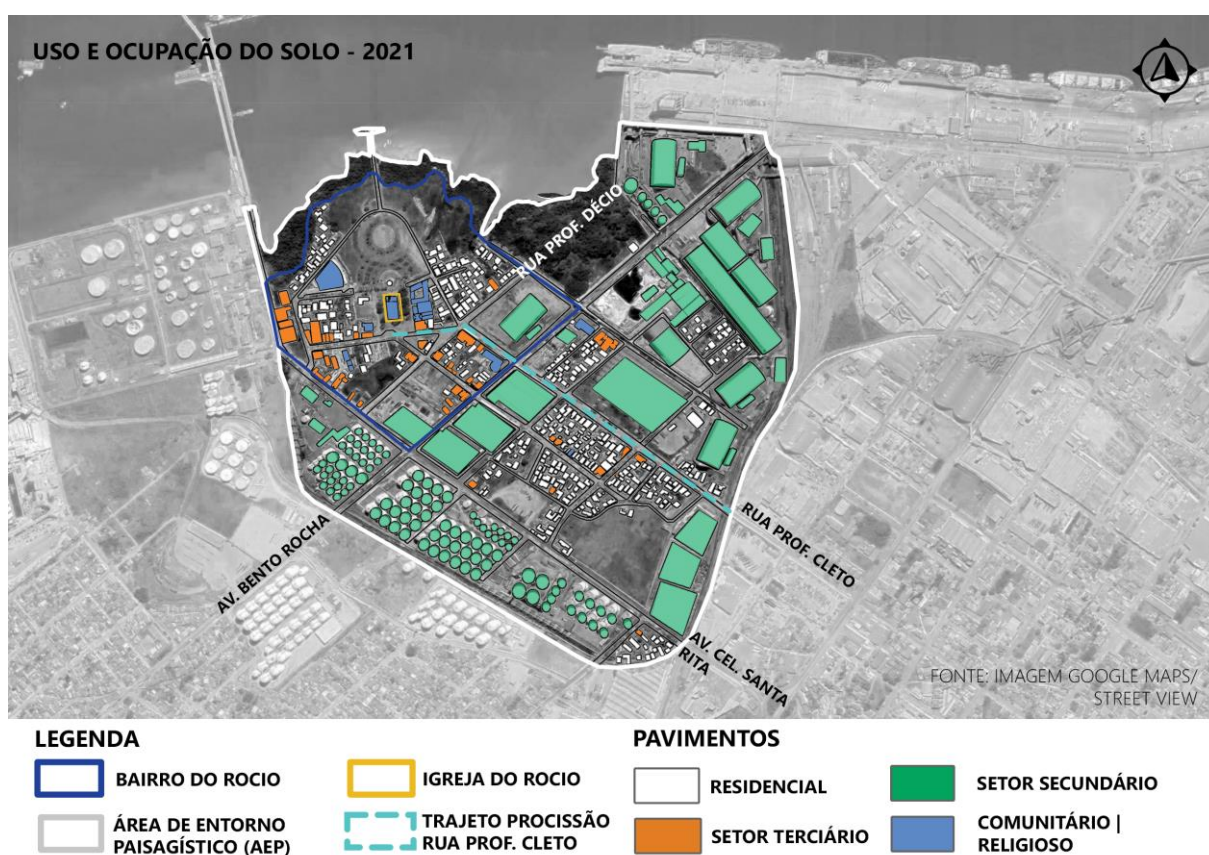 USO E OCUPAÇÃO DO SOLO - 2021
RUA PROF. DÉCIO
RUA PROF. CLETO
AV. BENTO ROCHA
AV. CEL. SANTA
RITA
FONTE: IMAGEM GOOGLE MAPS/
STREET VIEW
LEGENDA
BAIRRO DO ROCIO
IGREJA DO ROCIO
ÁREA DE ENTORNO
PAISAGÍSTICO (AEP)
TRAJETO PROCISSÃO
RUA PROF. CLETO
PAVIMENTOS
RESIDENCIAL
SETOR SECUNDÁRIO
SETOR TERCIÁRIO
COMUNITÁRIO |
RELIGIOSO